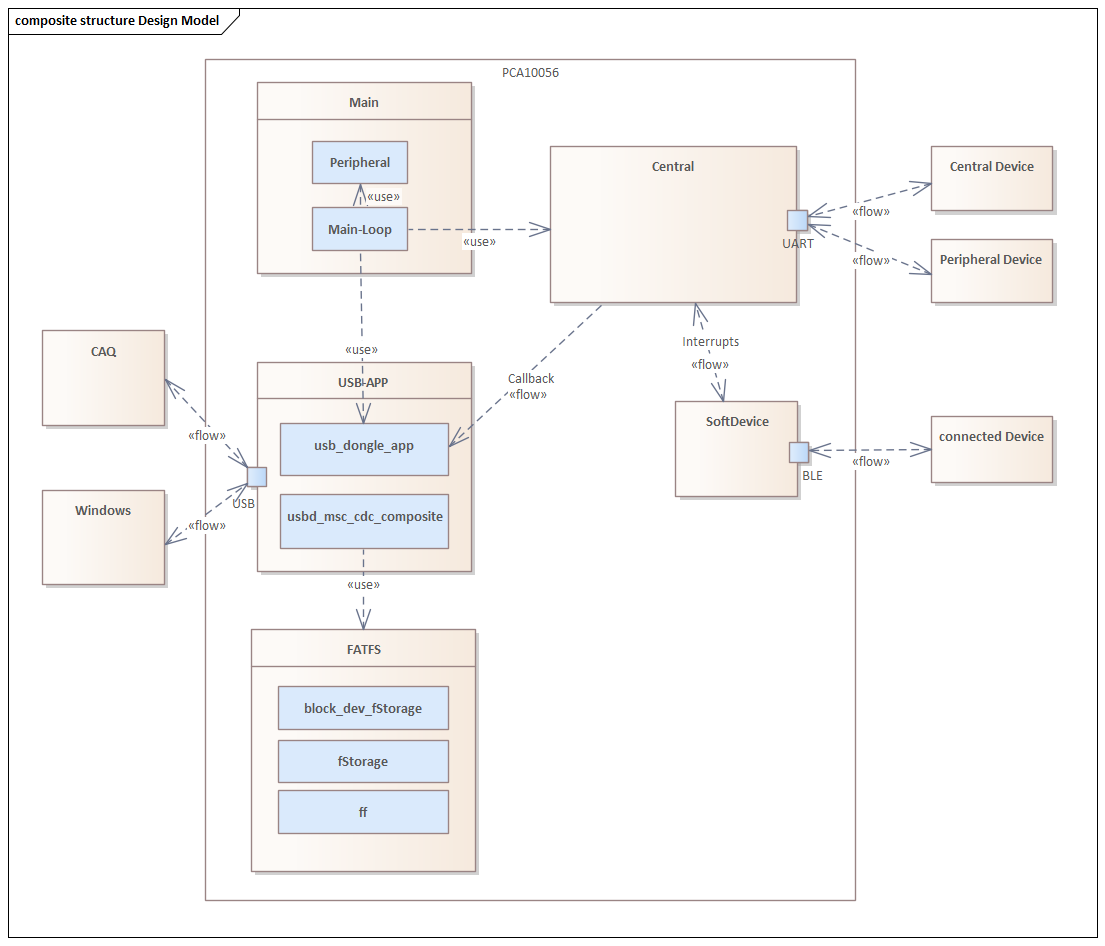 composite structure Design Model
PCA10056
Main
Peripheral
«use»
Main-Loop
«use»
Central
UART
Central Device
«flow»
Peripheral Device
«flow»
Interrupts
«flow»
Callback
«flow»
«use»
CAQ
«flow»
Windows
«flow»
USB
USB-APP
usb_dongle_app
usbd_msc_cdc_composite
«use»
SoftDevice
BLE
«flow»
connected Device
FATFS
block_dev_fStorage
fStorage
ff